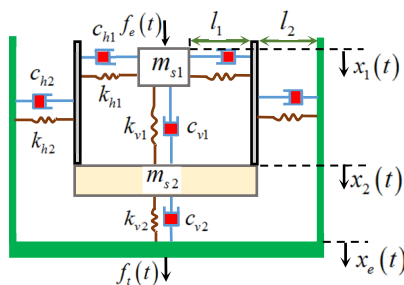 c_{h1} f_e(t) l_1 l_2
c_{h2} m_{s1} x_1(t)
k_{h1}
k_{h2} k_{v1} c_{v1}
m_{s2} x_2(t)
k_{v2} c_{v2}
f_t(t) x_e(t)